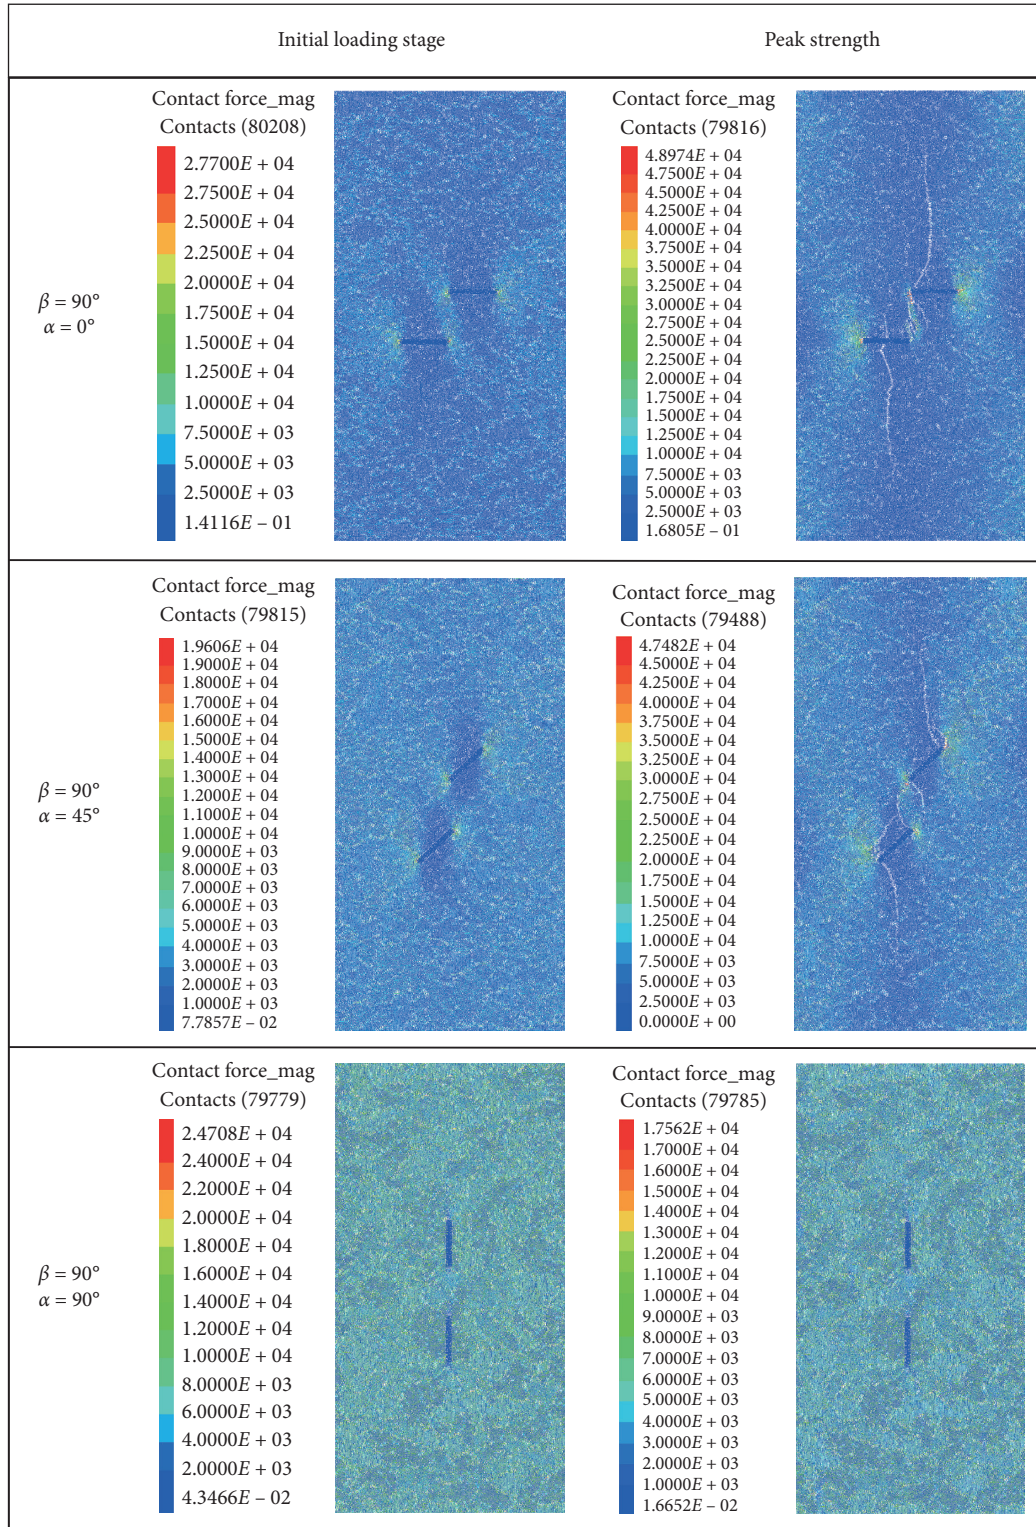 Initial loading stage
Peak strength
β = 90°
α = 0°
Contact force_mag
Contacts (80208)
2.7700E + 04
2.7500E + 04
2.5000E + 04
2.2500E + 04
2.0000E + 04
1.7500E + 04
1.5000E + 04
1.2500E + 04
1.0000E + 04
7.5000E + 03
5.0000E + 03
2.5000E + 03
1.4116E – 01
Contact force_mag
Contacts (79816)
4.8974E + 04
4.7500E + 04
4.5000E + 04
4.2500E + 04
4.0000E + 04
3.7500E + 04
3.5000E + 04
3.2500E + 04
3.0000E + 04
2.7500E + 04
2.5000E + 04
2.2500E + 04
2.0000E + 04
1.7500E + 04
1.5000E + 04
1.2500E + 04
1.0000E + 04
7.5000E + 03
5.0000E + 03
2.5000E + 03
1.6805E – 01
β = 90°
α = 45°
Contact force_mag
Contacts (79815)
1.9606E + 04
1.9000E + 04
1.8000E + 04
1.7000E + 04
1.6000E + 04
1.5000E + 04
1.4000E + 04
1.3000E + 04
1.2000E + 04
1.1000E + 04
1.0000E + 04
9.0000E + 03
8.0000E + 03
7.0000E + 03
6.0000E + 03
5.0000E + 03
4.0000E + 03
3.0000E + 03
2.0000E + 03
1.0000E + 03
7.7857E – 02
Contact force_mag
Contacts (79488)
4.7482E + 04
4.5000E + 04
4.2500E + 04
4.0000E + 04
3.7500E + 04
3.5000E + 04
3.2500E + 04
3.0000E + 04
2.7500E + 04
2.5000E + 04
2.2500E + 04
2.0000E + 04
1.7500E + 04
1.5000E + 04
1.2500E + 04
1.0000E + 04
7.5000E + 03
5.0000E + 03
2.5000E + 03
0.0000E + 00
β = 90°
α = 90°
Contact force_mag
Contacts (79779)
2.4708E + 04
2.4000E + 04
2.2000E + 04
2.0000E + 04
1.8000E + 04
1.6000E + 04
1.4000E + 04
1.2000E + 04
1.0000E + 04
8.0000E + 03
6.0000E + 03
4.0000E + 03
2.0000E + 03
4.3466E – 02
Contact force_mag
Contacts (79785)
1.7562E + 04
1.7000E + 04
1.6000E + 04
1.5000E + 04
1.4000E + 04
1.3000E + 04
1.2000E + 04
1.1000E + 04
1.0000E + 04
9.0000E + 03
8.0000E + 03
7.0000E + 03
6.0000E + 03
5.0000E + 03
4.0000E + 03
3.0000E + 03
2.0000E + 03
1.0000E + 03
1.6652E – 02